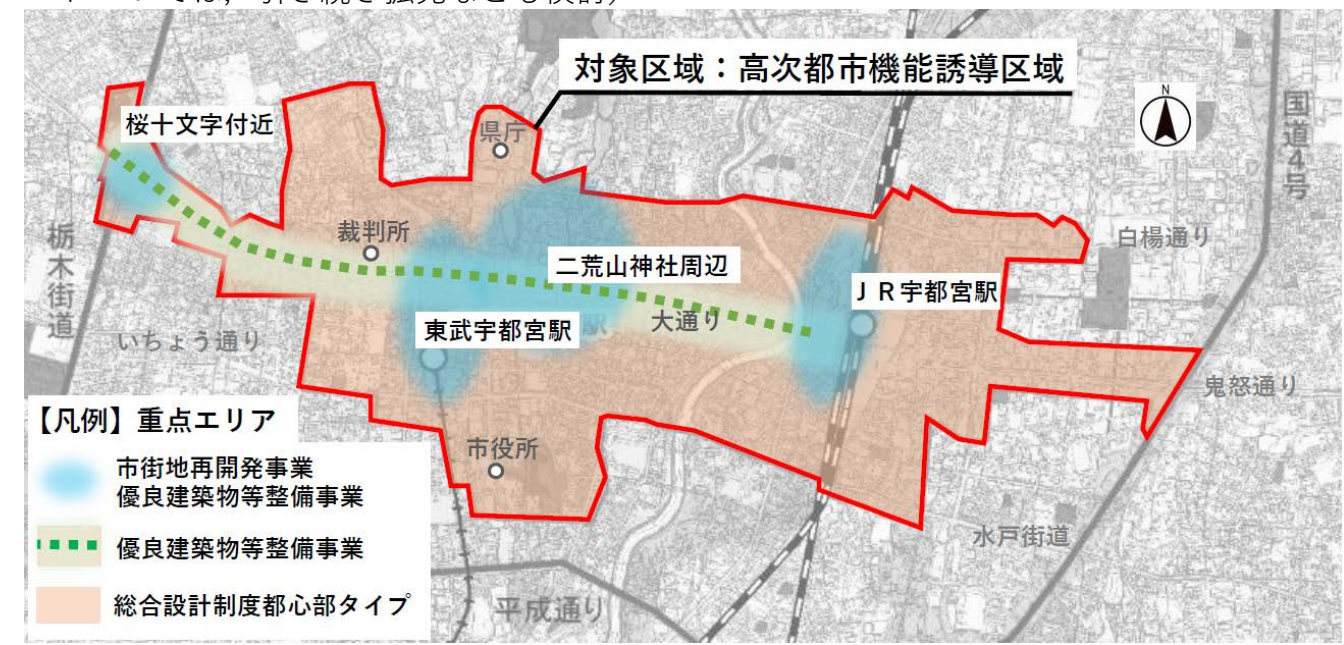 対象区域：高次都市機能誘導区域
N
国道4号
桜十文字付近
県庁
裁判所
白楊通り
栃木街道
二荒山神社周辺
ＪＲ宇都宮駅
大通り
東武宇都宮駅
いちょう通り
鬼怒通り
【凡例】重点エリア
市役所
市街地再開発事業
優良建築物等整備事業
水戸街道
優良建築物等整備事業
総合設計制度都心部タイプ
平成通り